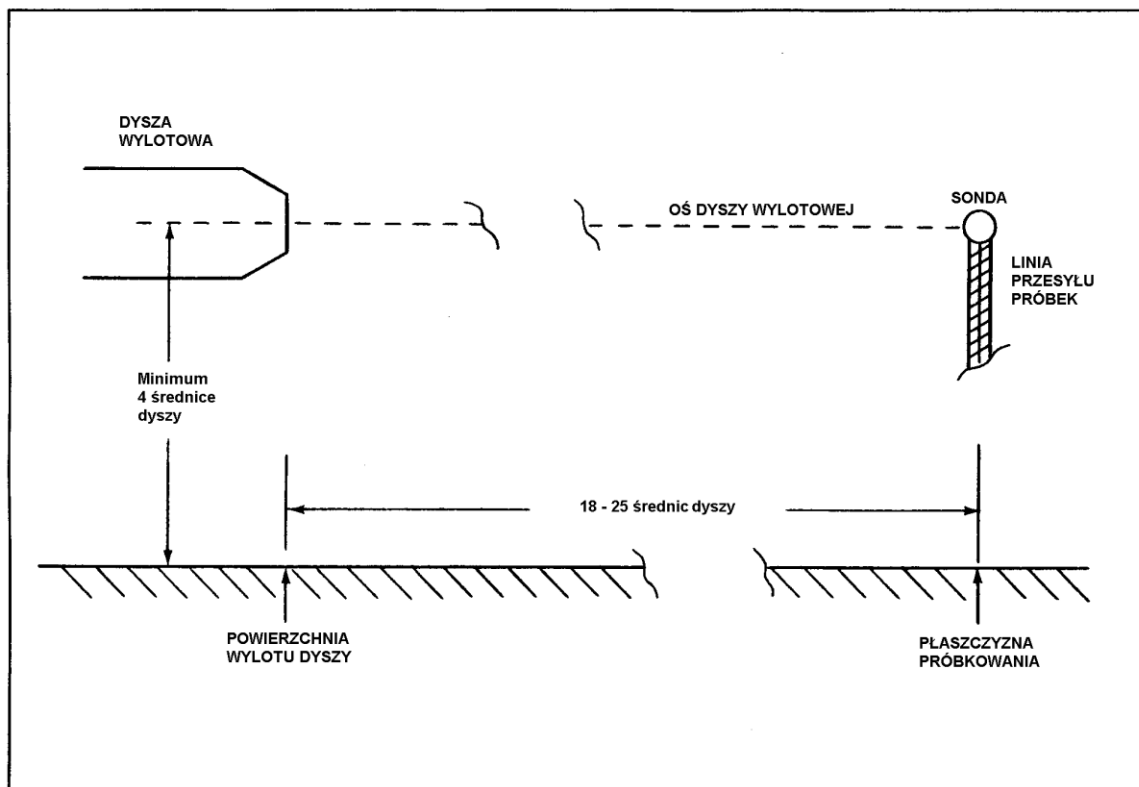 DYSZA
WYLOTOWA
OŚ DYSZY WYLOTOWEJ
SONDA
LINIA
PRZESYŁU
PRÓBEK
Minimum
4 średnice
dyszy
18 - 25 średnic dyszy
POWIERZCHNIA
WYLOTU DYSZY
PŁASZCZYZNA
PRÓBKOWANIA